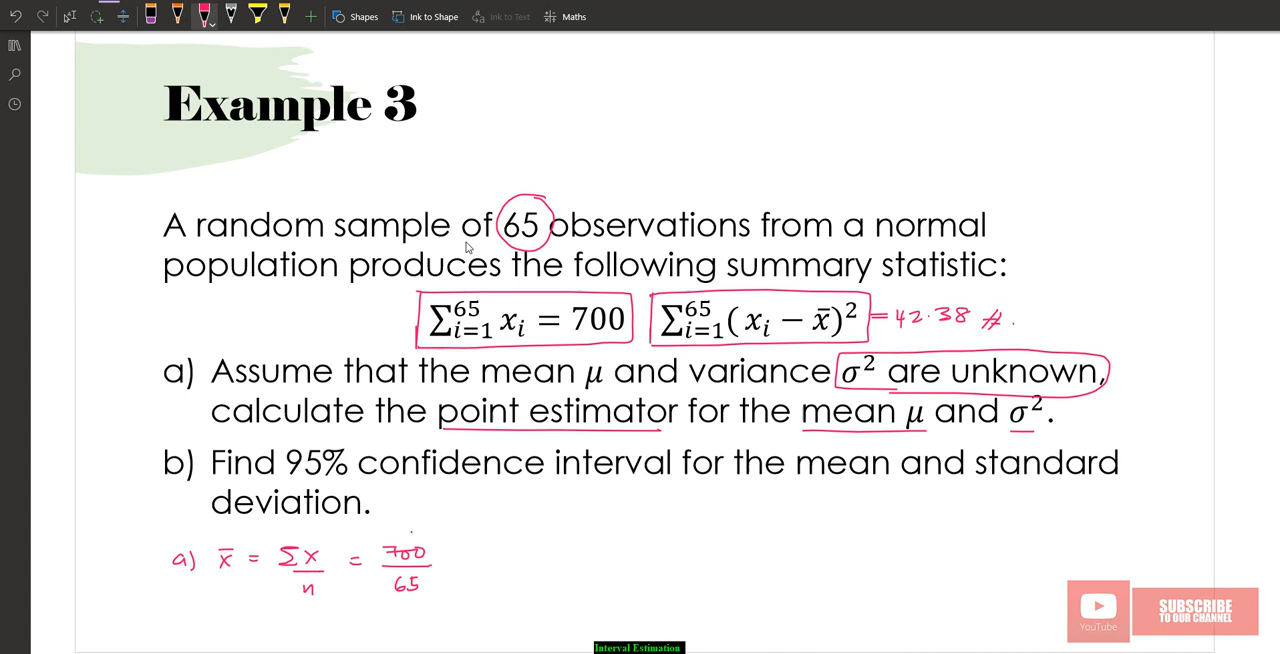 Shapes Ink to Shape Ink to Text Maths
Example 3
A random sample of 65 observations from a normal
population produces the following summary statistic:
∑_{i=1}^{65} x_i = 700 ∑_{i=1}^{65} (x_i − x̄)² = 42.38 #.
a) Assume that the mean μ and variance σ² are unknown,
calculate the point estimator for the mean μ and σ².
b) Find 95% confidence interval for the mean and standard
deviation.
a) x̄ = ∑x/n = 700/65
YouTube
SUBSCRIBE
TO OUR CHANNEL
Interval Estimation